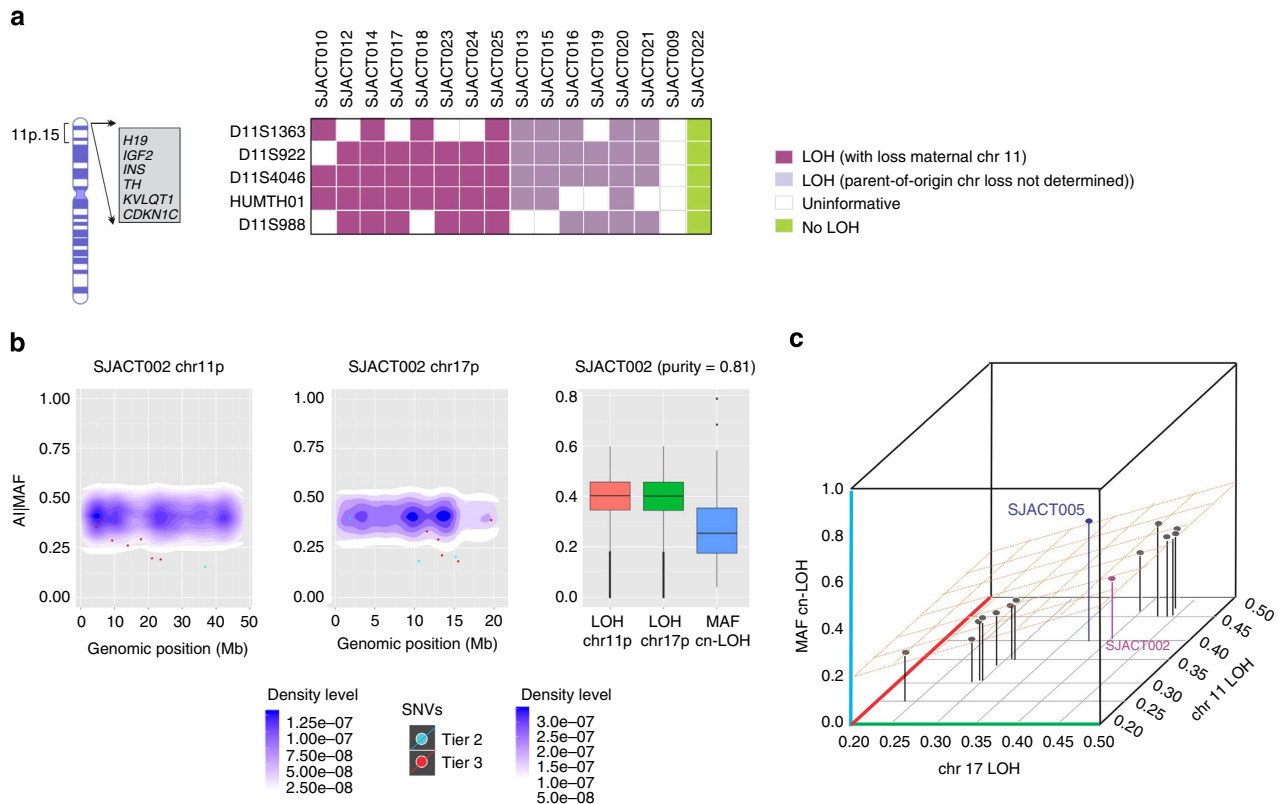 a
SJACT010
SJACT012
SJACT014
SJACT017
SJACT018
SJACT023
SJACT024
SJACT025
SJACT013
SJACT015
SJACT016
SJACT019
SJACT020
SJACT021
SJACT009
SJACT022
11p.15
H19
IGF2
INS
TH
KVLQT1
CDKN1C
D11S1363
D11S922
D11S4046
HUMTH01
D11S988
LOH (with loss maternal chr 11)
LOH (parent-of-origin chr loss not determined))
Uninformative
No LOH
b
SJACT002 chr11p
AI||MAF
1.00
0.75
0.50
0.25
0.00
0 10 20 30 40 50
Genomic position (Mb)
SJACT002 chr17p
1.00
0.75
0.50
0.25
0.00
0 5 10 15 20
Genomic position (Mb)
SJACT002 (purity = 0.81)
0.8
0.6
0.4
0.2
0.0
LOH chr11p
LOH chr17p
MAF cn-LOH
Density level
1.25e–07
1.00e–07
7.50e–08
5.00e–08
2.50e–08
SNVs
Tier 2
Tier 3
Density level
3.0e–07
2.5e–07
2.0e–07
1.5e–07
1.0e–07
5.0e–08
c
MAF cn-LOH
1.0
0.8
0.6
0.4
0.2
0.0
SJACT005
SJACT002
0.20 0.25 0.30 0.35 0.40 0.45 0.50
chr 17 LOH
0.20
0.25
0.30
0.35
0.40
0.45
0.50
chr 11 LOH